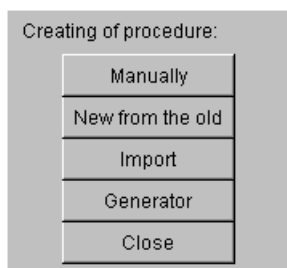 Creating of procedure:
Manually
New from the old
Import
Generator
Close